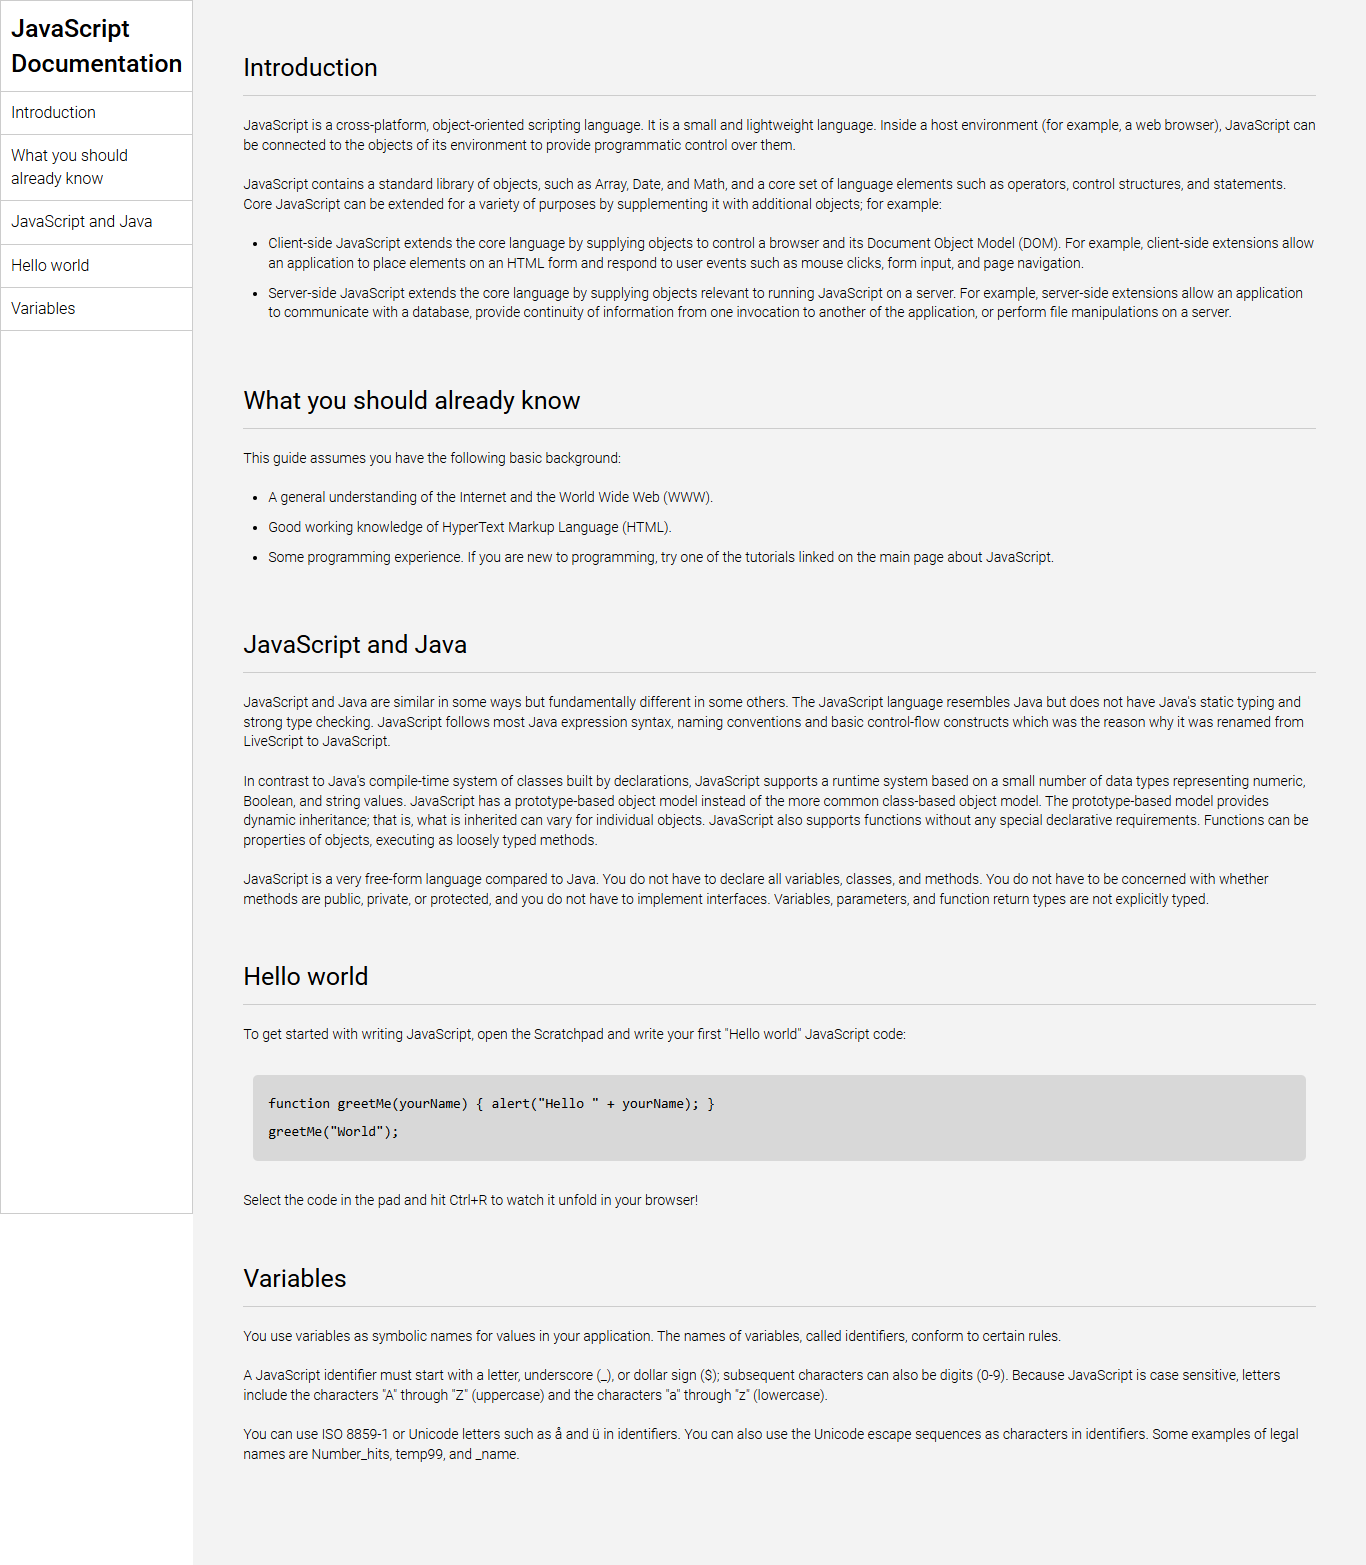 JavaScript
Documentation
Introduction
What you should
already know
JavaScript and Java
Hello world
Variables
Introduction
JavaScript is a cross-platform, object-oriented scripting language. It is a small and lightweight language. Inside a host environment (for example, a web browser), JavaScript can
be connected to the objects of its environment to provide programmatic control over them.
JavaScript contains a standard library of objects, such as Array, Date, and Math, and a core set of language elements such as operators, control structures, and statements.
Core JavaScript can be extended for a variety of purposes by supplementing it with additional objects; for example:
• Client-side JavaScript extends the core language by supplying objects to control a browser and its Document Object Model (DOM). For example, client-side extensions allow
an application to place elements on an HTML form and respond to user events such as mouse clicks, form input, and page navigation.
• Server-side JavaScript extends the core language by supplying objects relevant to running JavaScript on a server. For example, server-side extensions allow an application
to communicate with a database, provide continuity of information from one invocation to another of the application, or perform file manipulations on a server.
What you should already know
This guide assumes you have the following basic background:
• A general understanding of the Internet and the World Wide Web (WWW).
• Good working knowledge of HyperText Markup Language (HTML).
• Some programming experience. If you are new to programming, try one of the tutorials linked on the main page about JavaScript.
JavaScript and Java
JavaScript and Java are similar in some ways but fundamentally different in some others. The JavaScript language resembles Java but does not have Java's static typing and
strong type checking. JavaScript follows most Java expression syntax, naming conventions and basic control-flow constructs which was the reason why it was renamed from
LiveScript to JavaScript.
In contrast to Java's compile-time system of classes built by declarations, JavaScript supports a runtime system based on a small number of data types representing numeric,
Boolean, and string values. JavaScript has a prototype-based object model instead of the more common class-based object model. The prototype-based model provides
dynamic inheritance; that is, what is inherited can vary for individual objects. JavaScript also supports functions without any special declarative requirements. Functions can be
properties of objects, executing as loosely typed methods.
JavaScript is a very free-form language compared to Java. You do not have to declare all variables, classes, and methods. You do not have to be concerned with whether
methods are public, private, or protected, and you do not have to implement interfaces. Variables, parameters, and function return types are not explicitly typed.
Hello world
To get started with writing JavaScript, open the Scratchpad and write your first "Hello world" JavaScript code:
function greetMe(yourName) { alert("Hello " + yourName); }
greetMe("World");
Select the code in the pad and hit Ctrl+R to watch it unfold in your browser!
Variables
You use variables as symbolic names for values in your application. The names of variables, called identifiers, conform to certain rules.
A JavaScript identifier must start with a letter, underscore (_), or dollar sign ($); subsequent characters can also be digits (0-9). Because JavaScript is case sensitive, letters
include the characters "A" through "Z" (uppercase) and the characters "a" through "z" (lowercase).
You can use ISO 8859-1 or Unicode letters such as å and ü in identifiers. You can also use the Unicode escape sequences as characters in identifiers. Some examples of legal
names are Number_hits, temp99, and _name.